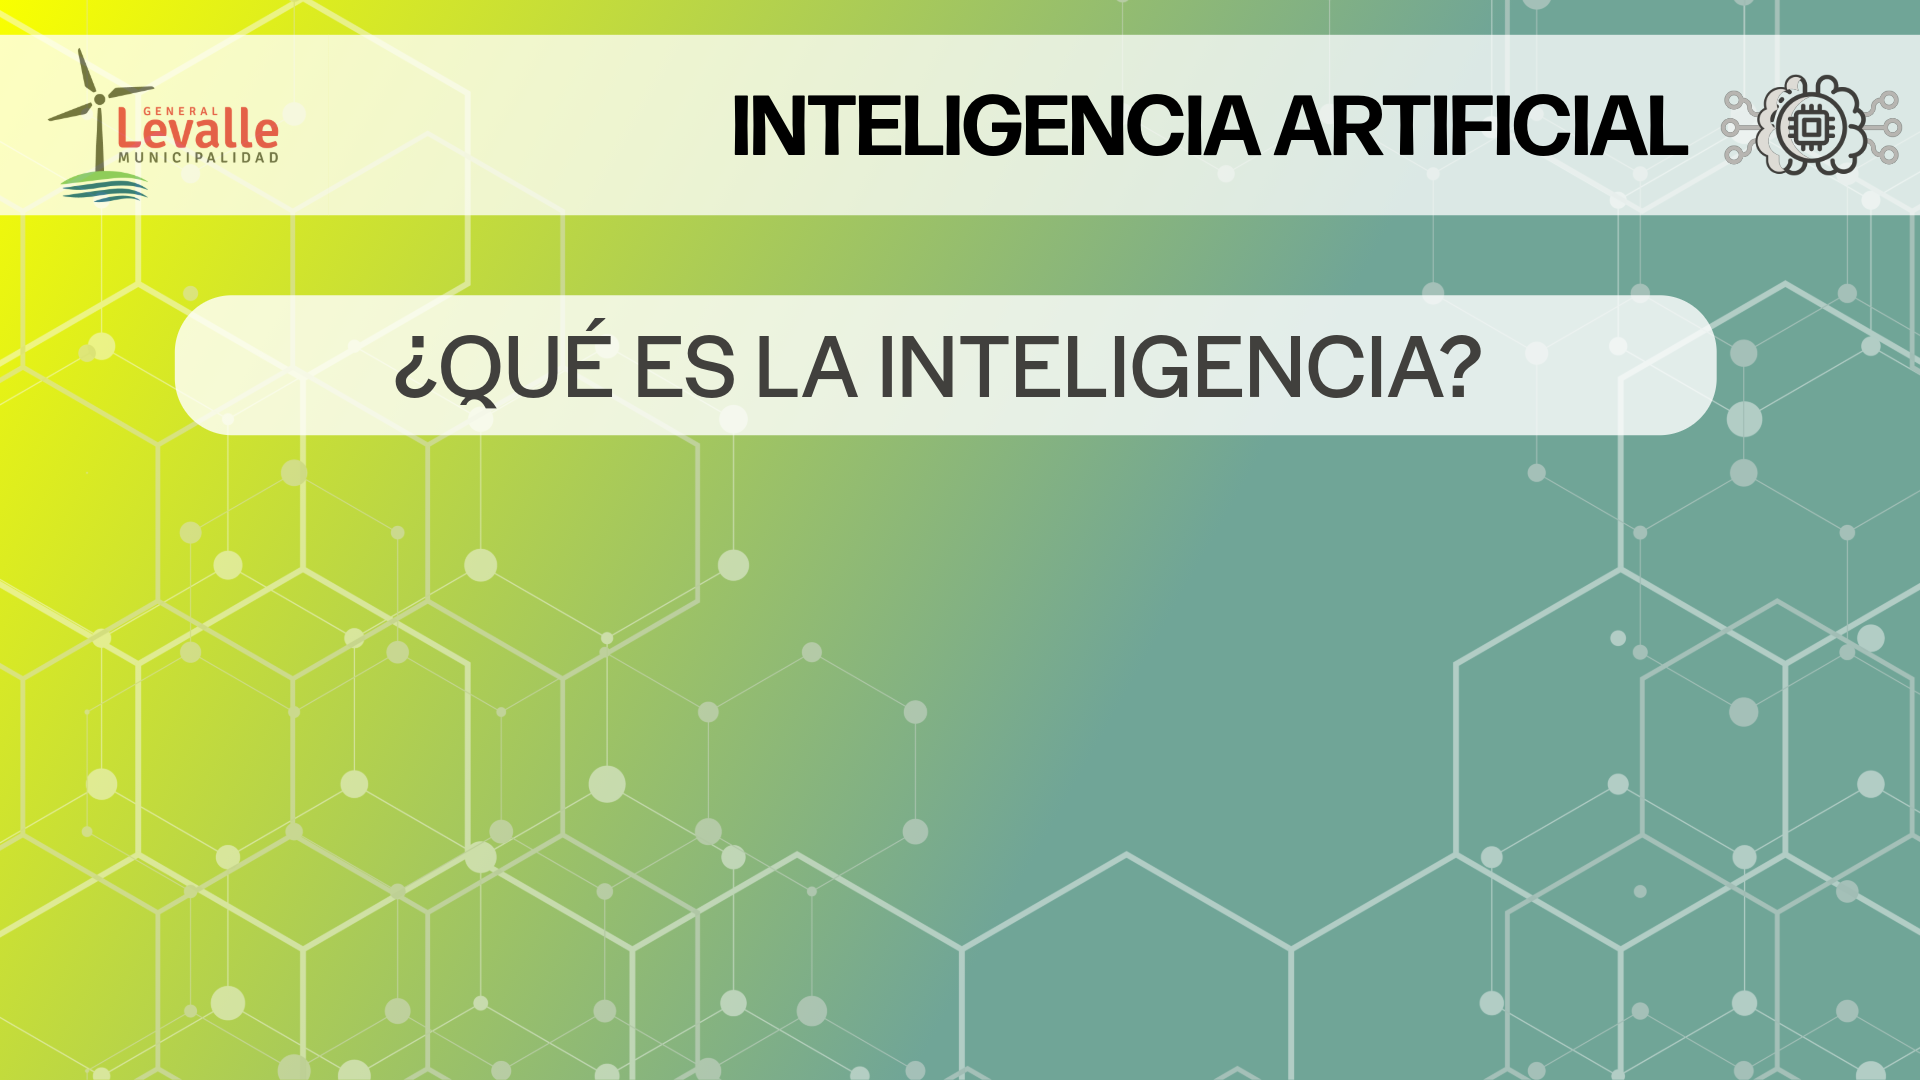 GENERAL
Levalle
MUNICIPALIDAD
INTELIGENCIA ARTIFICIAL
¿QUÉ ES LA INTELIGENCIA?